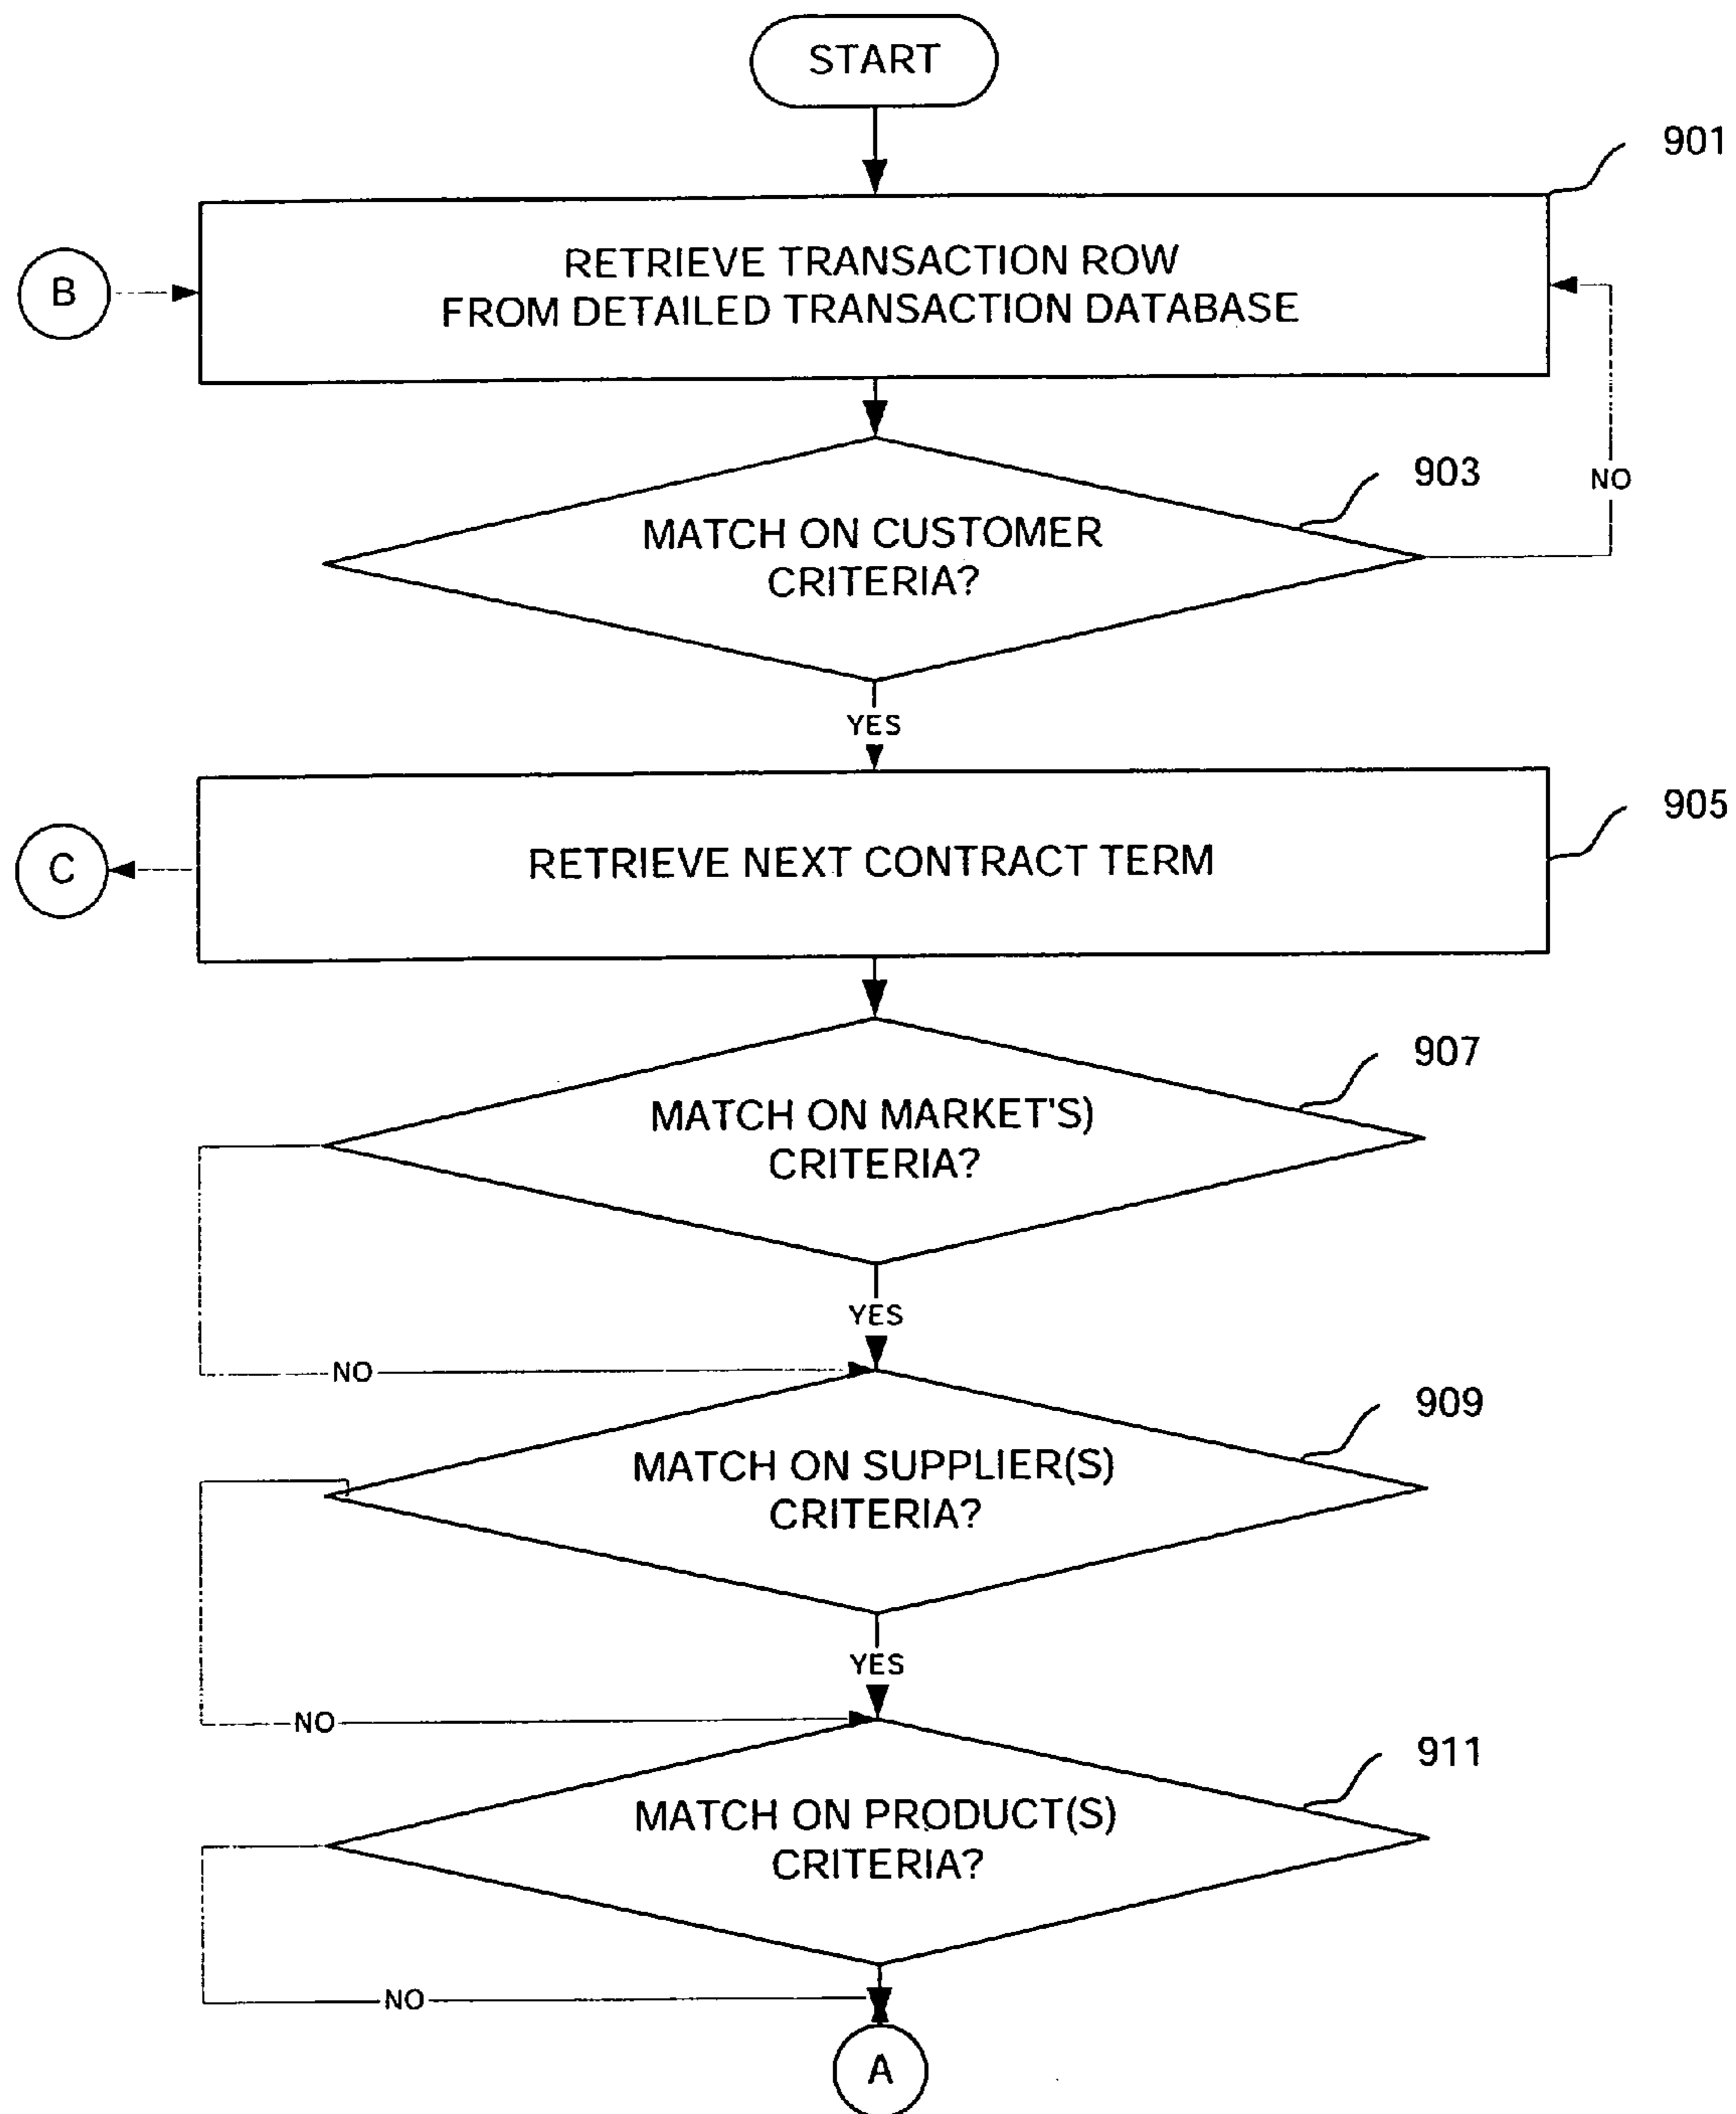 START
901
B
RETRIEVE TRANSACTION ROW
FROM DETAILED TRANSACTION DATABASE
903
NO
MATCH ON CUSTOMER
CRITERIA?
YES
905
C
RETRIEVE NEXT CONTRACT TERM
907
MATCH ON MARKET'S)
CRITERIA?
YES
NO
909
MATCH ON SUPPLIER(S)
CRITERIA?
YES
NO
911
MATCH ON PRODUCT(S)
CRITERIA?
NO
A